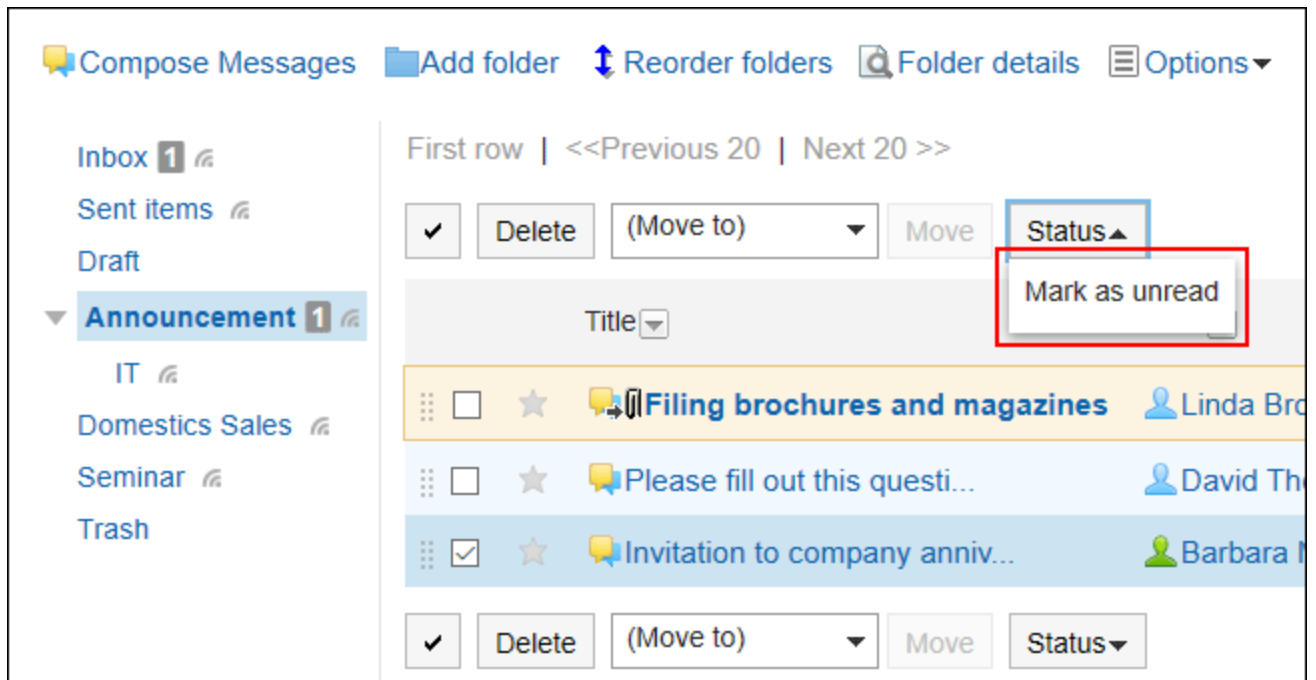 Compose Messages Add folder Reorder folders Folder details Options
Inbox 1
Sent items
Draft
Announcement 1
IT
Domestics Sales
Seminar
Trash
First row | <<Previous 20 | Next 20 >>
Delete (Move to) Move Status
Mark as unread
Title
Filing brochures and magazines Linda Bro
Please fill out this questi... David Th
Invitation to company anniv... Barbara
Delete (Move to) Move Status